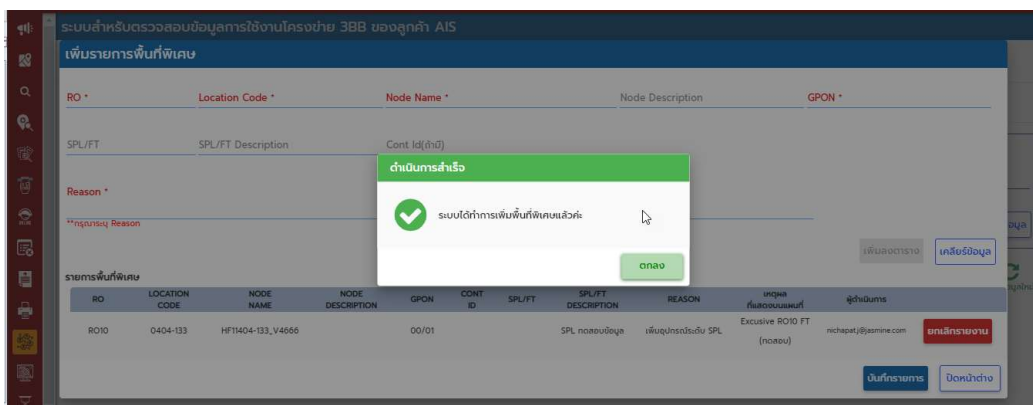 ระบบสำหรับตรวจสอบข้อมูลการใช้งานโครงข่าย 3BB ของลูกค้า AIS
เพิ่มรายการพื้นที่พิเศษ
RO * Location Code * Node Name * Node Description GPON *
SPL/FT SPL/FT Description Cont Id(ถ้ามี)
ดำเนินการสำเร็จ
Reason *
ระบบได้ทำการเพิ่มพื้นที่พิเศษแล้วค่ะ
**กรุณาระบุ Reason
เพิ่มลงตาราง เคลียร์ข้อมูล
ตกลง
รายการพื้นที่พิเศษ
RO LOCATION CODE NODE NAME NODE DESCRIPTION GPON CONT ID SPL/FT SPL/FT DESCRIPTION REASON เหตุผลที่แสดงบนแผนที่ ผู้ดำเนินการ
RO10 0404-133 HF11404-133_V4666 00/01 SPL ทดสอบข้อมูล เพิ่มอุปกรณ์ระดับ SPL Excusive RO10 FT (ทดสอบ) nichapat.j@jasmine.com ยกเลิกรายงาน
บันทึกรายการ ปิดหน้าต่าง